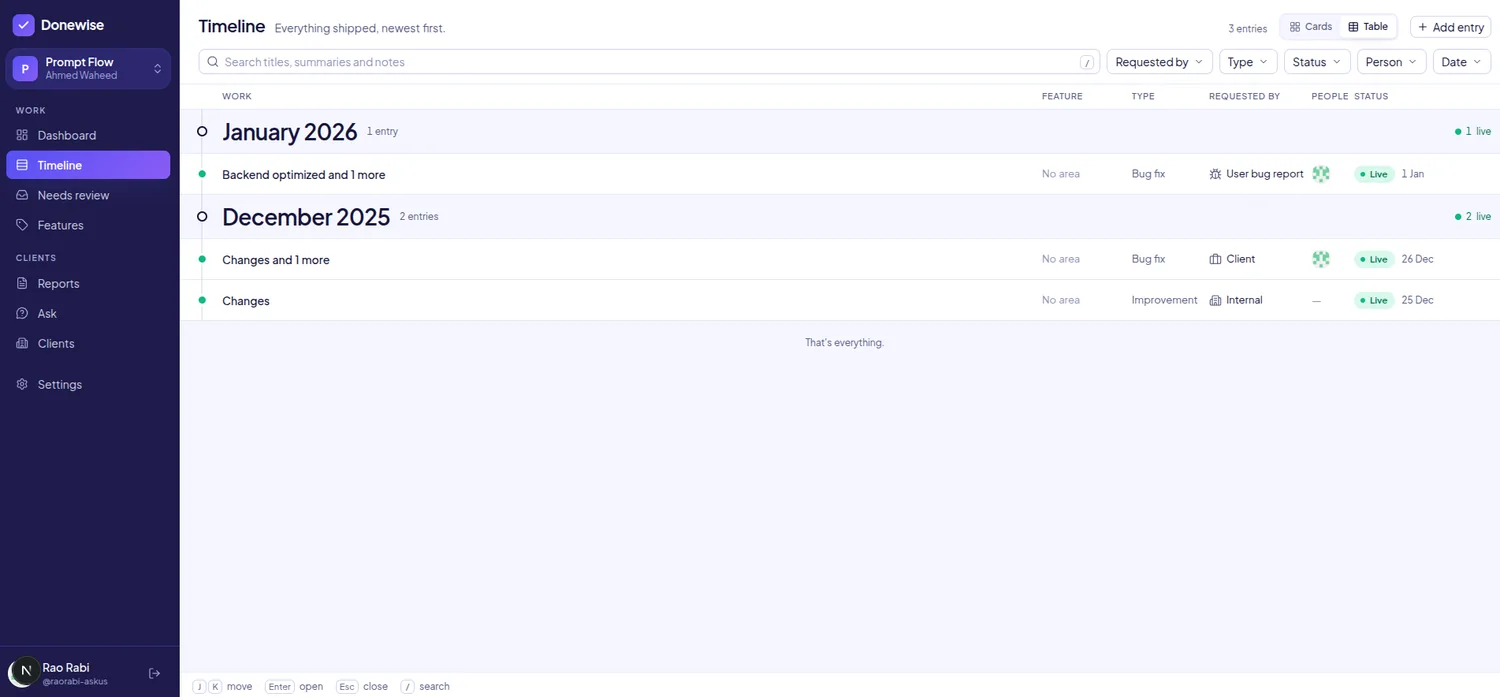 Donewise
P
Prompt Flow
Ahmed Waheed
WORK
Dashboard
Timeline
Needs review
Features
CLIENTS
Reports
Ask
Clients
Settings
N
Rao Rabi
@raorabi-askus
Timeline Everything shipped, newest first.
3 entries Cards Table + Add entry
Search titles, summaries and notes / Requested by Type Status Person Date
WORK FEATURE TYPE REQUESTED BY PEOPLE STATUS
January 2026 1 entry 1 live
Backend optimized and 1 more No area Bug fix User bug report Live 1 Jan
December 2025 2 entries 2 live
Changes and 1 more No area Bug fix Client Live 26 Dec
Changes No area Improvement Internal — Live 25 Dec
That's everything.
J K move Enter open Esc close / search